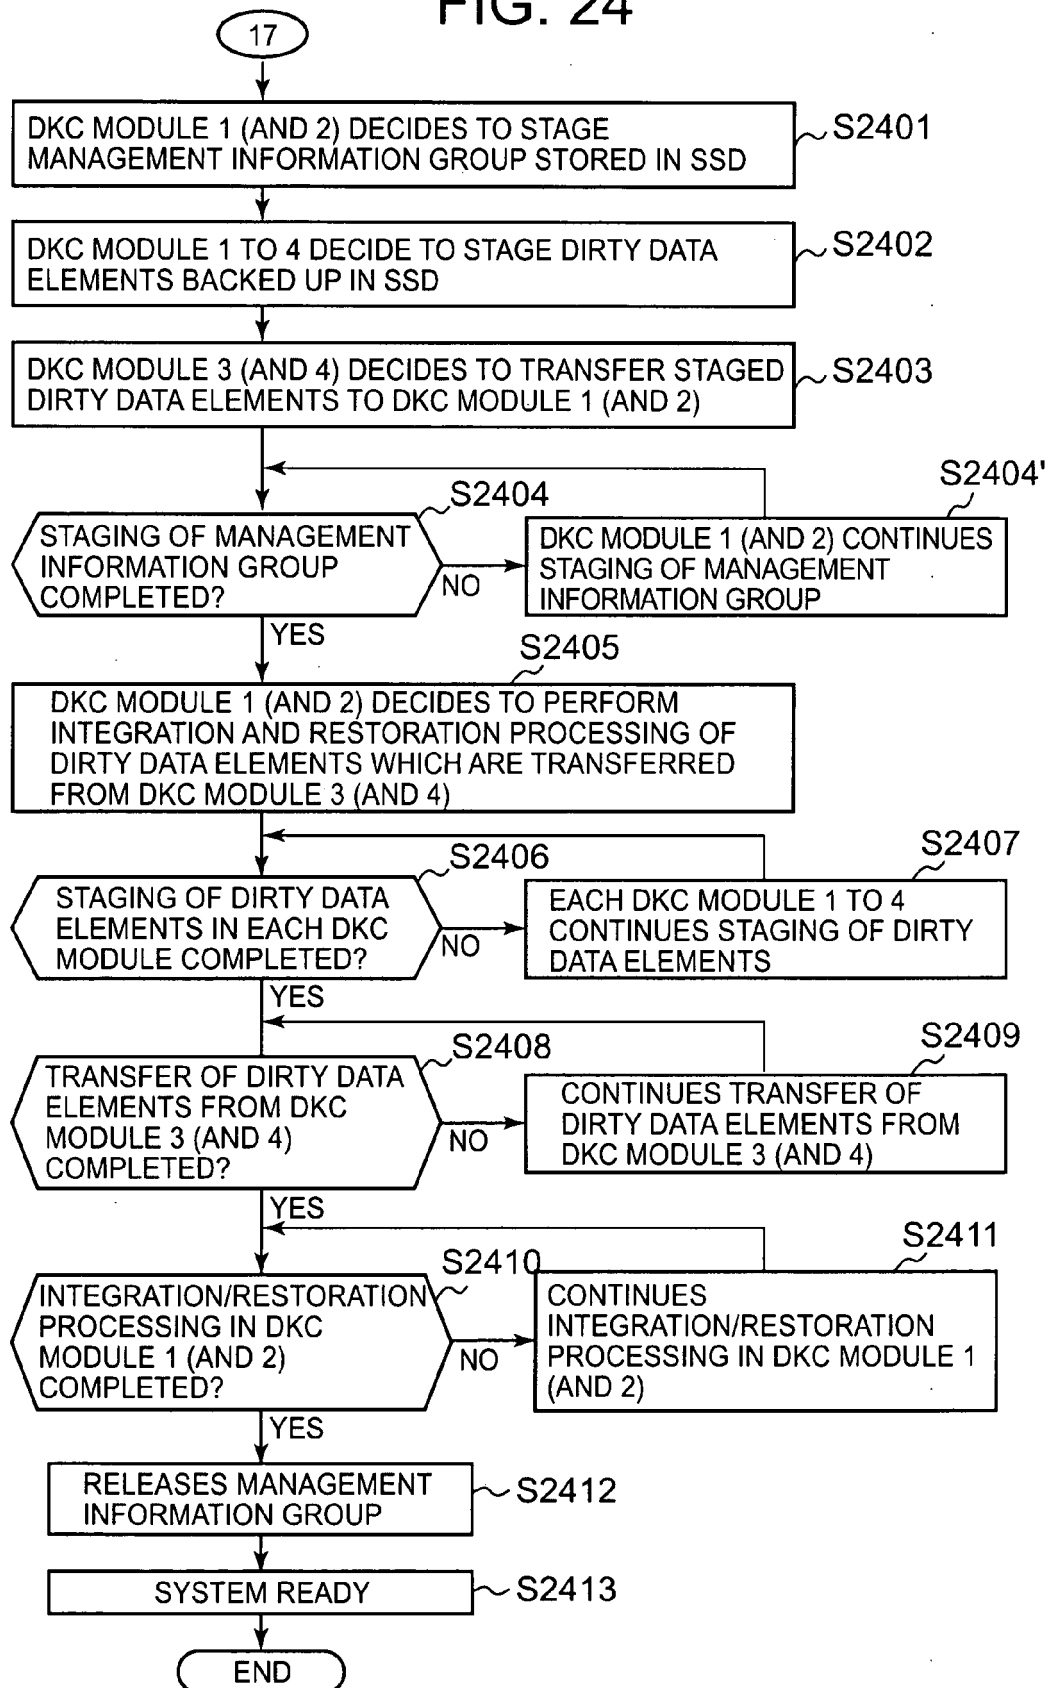 FIG. 24
17
DKC MODULE 1 (AND 2) DECIDES TO STAGE
MANAGEMENT INFORMATION GROUP STORED IN SSD
S2401
DKC MODULE 1 TO 4 DECIDE TO STAGE DIRTY DATA
ELEMENTS BACKED UP IN SSD
S2402
DKC MODULE 3 (AND 4) DECIDES TO TRANSFER STAGED
DIRTY DATA ELEMENTS TO DKC MODULE 1 (AND 2)
S2403
S2404
STAGING OF MANAGEMENT
INFORMATION GROUP
COMPLETED?
NO
S2404'
DKC MODULE 1 (AND 2) CONTINUES
STAGING OF MANAGEMENT
INFORMATION GROUP
YES
S2405
DKC MODULE 1 (AND 2) DECIDES TO PERFORM
INTEGRATION AND RESTORATION PROCESSING OF
DIRTY DATA ELEMENTS WHICH ARE TRANSFERRED
FROM DKC MODULE 3 (AND 4)
S2406
STAGING OF DIRTY DATA
ELEMENTS IN EACH DKC
MODULE COMPLETED?
NO
S2407
EACH DKC MODULE 1 TO 4
CONTINUES STAGING OF DIRTY
DATA ELEMENTS
YES
S2408
TRANSFER OF DIRTY DATA
ELEMENTS FROM DKC
MODULE 3 (AND 4)
COMPLETED?
NO
S2409
CONTINUES TRANSFER OF
DIRTY DATA ELEMENTS FROM
DKC MODULE 3 (AND 4)
YES
S2410
INTEGRATION/RESTORATION
PROCESSING IN DKC
MODULE 1 (AND 2)
COMPLETED?
NO
S2411
CONTINUES
INTEGRATION/RESTORATION
PROCESSING IN DKC MODULE 1
(AND 2)
YES
RELEASES MANAGEMENT
INFORMATION GROUP
S2412
SYSTEM READY
S2413
END